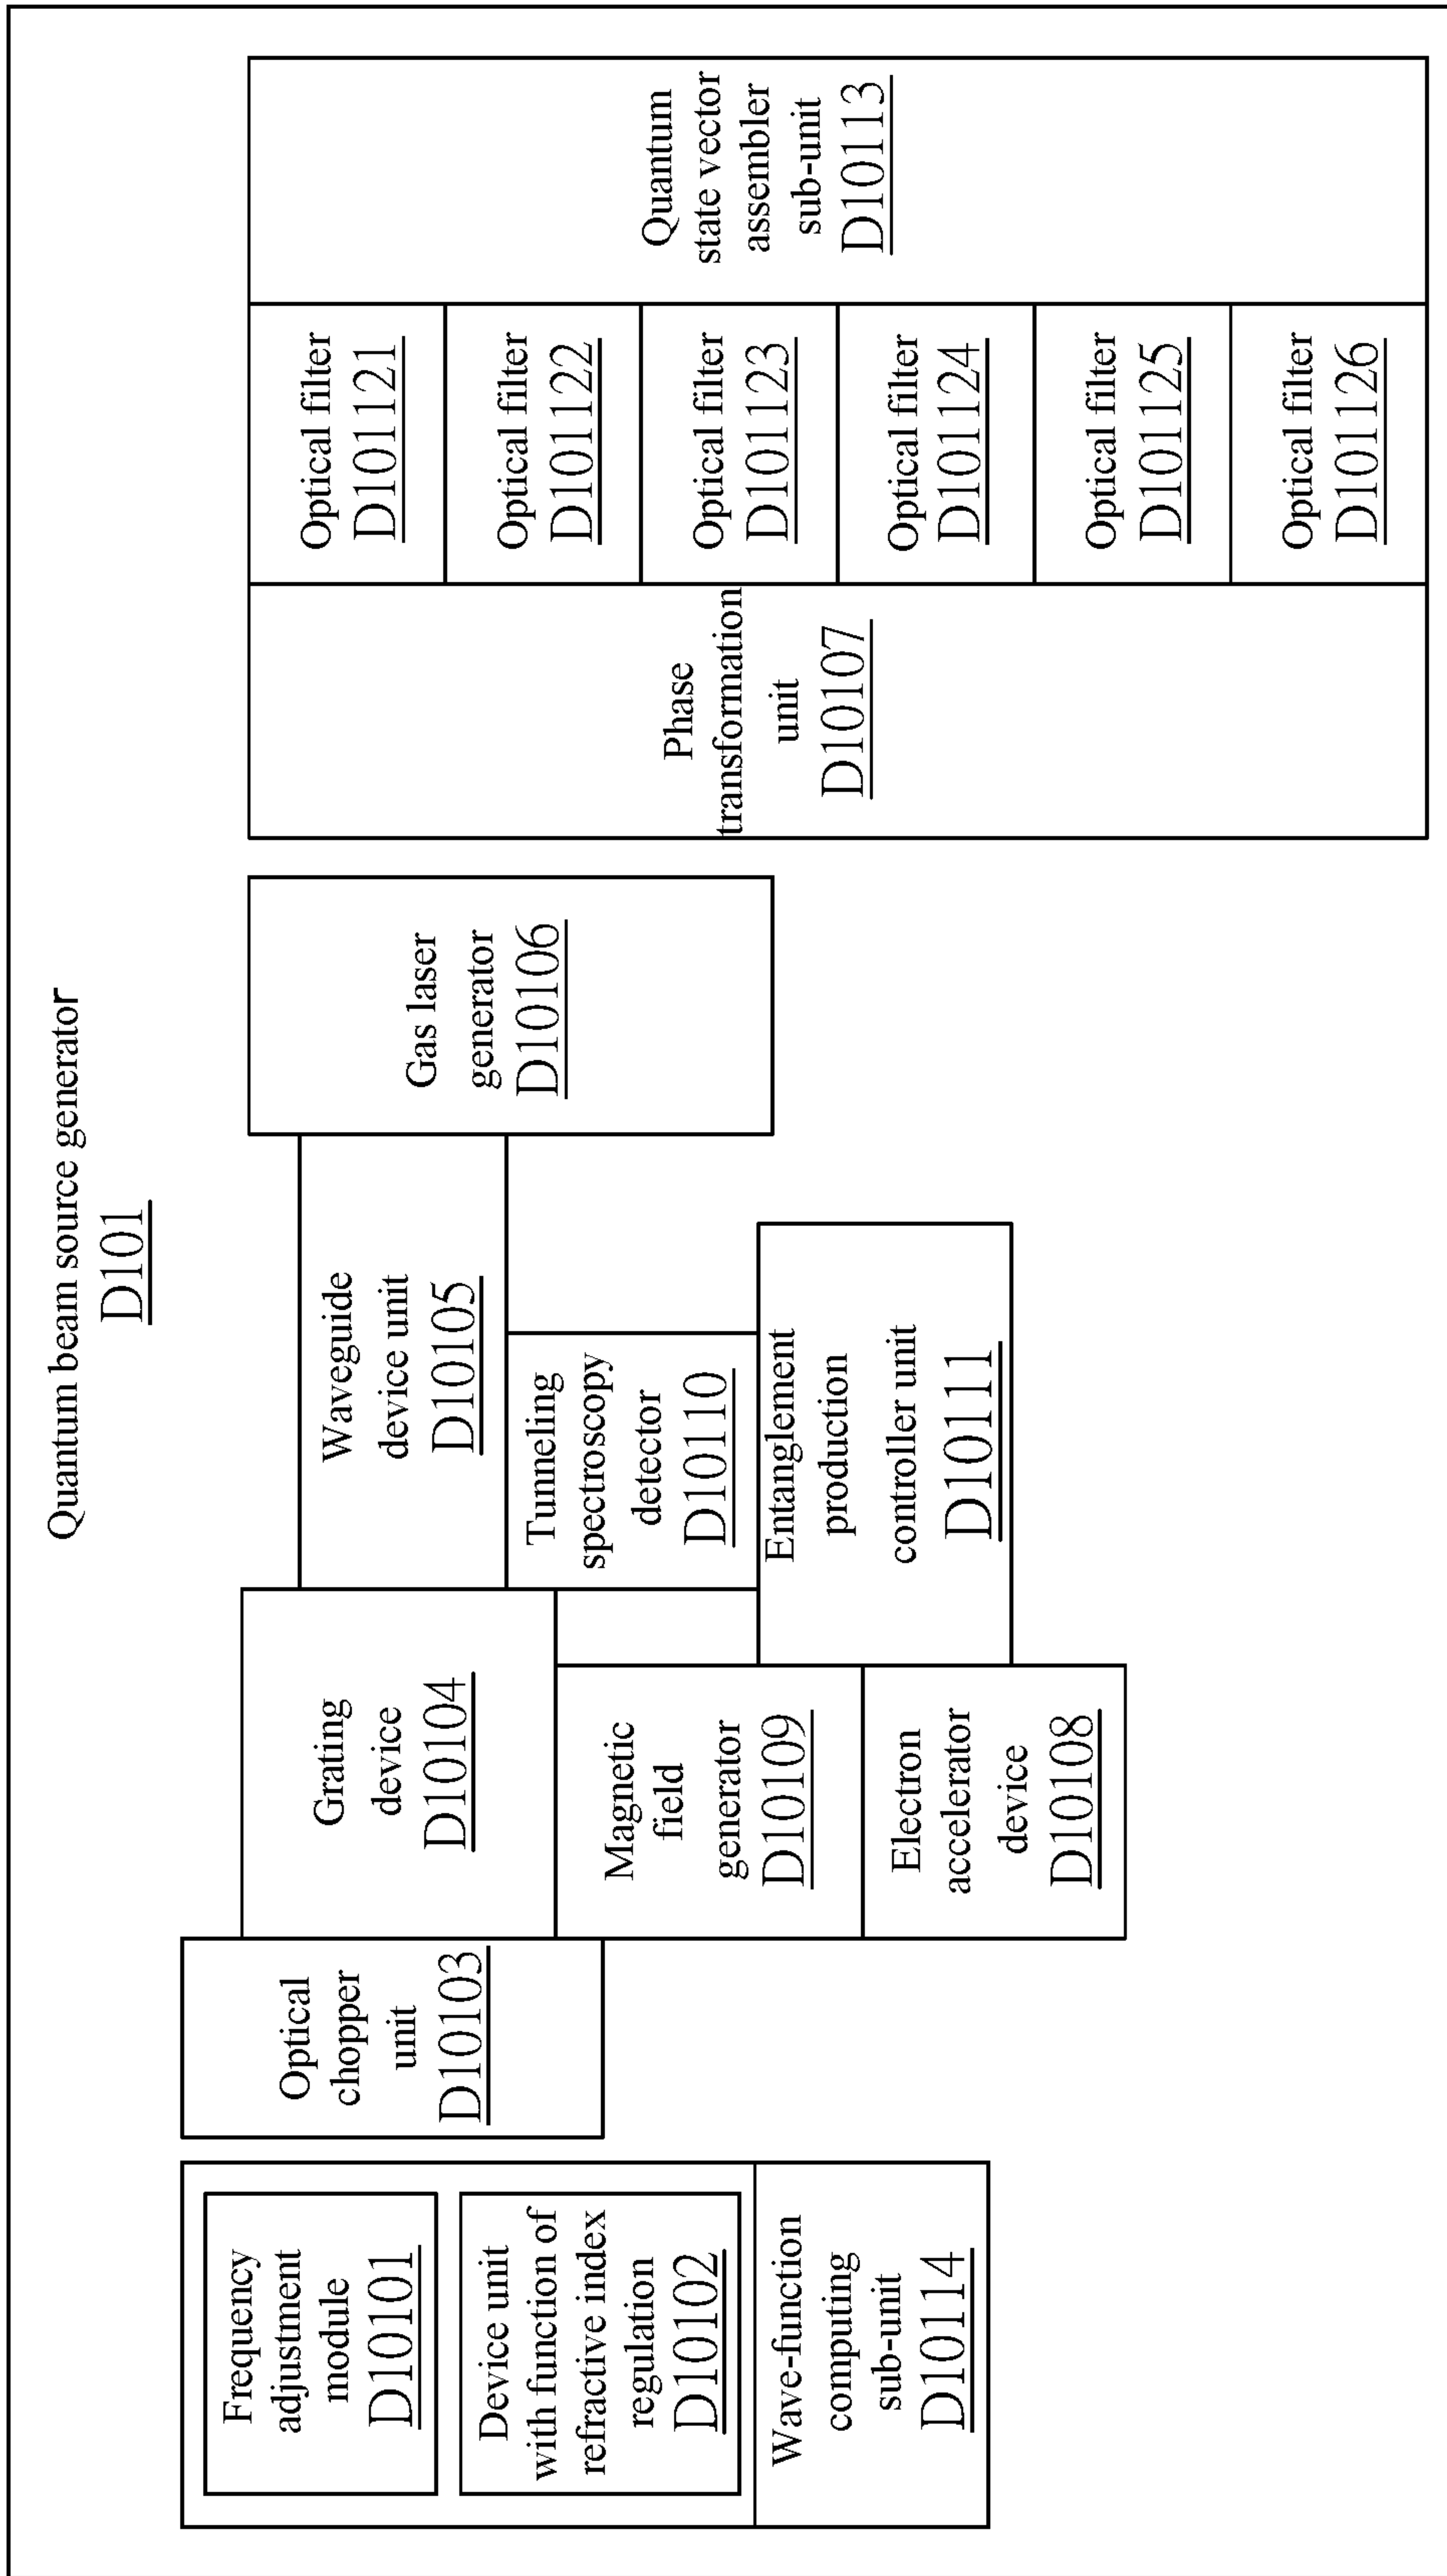 Quantum beam source generator
D101
Frequency
adjustment
module
D10101
Device unit
with function of
refractive index
regulation
D10102
Wave-function
computing
sub-unit
D10114
Optical
chopper
unit
D10103
Grating
device
D10104
Magnetic
field
generator
D10109
Electron
accelerator
device
D10108
Waveguide
device unit
D10105
Tunneling
spectroscopy
detector
D10110
Entanglement
production
controller unit
D10111
Gas laser
generator
D10106
Phase
transformation
unit
D10107
Optical filter
D101121
Optical filter
D101122
Optical filter
D101123
Optical filter
D101124
Optical filter
D101125
Optical filter
D101126
Quantum
state vector
assembler
sub-unit
D10113